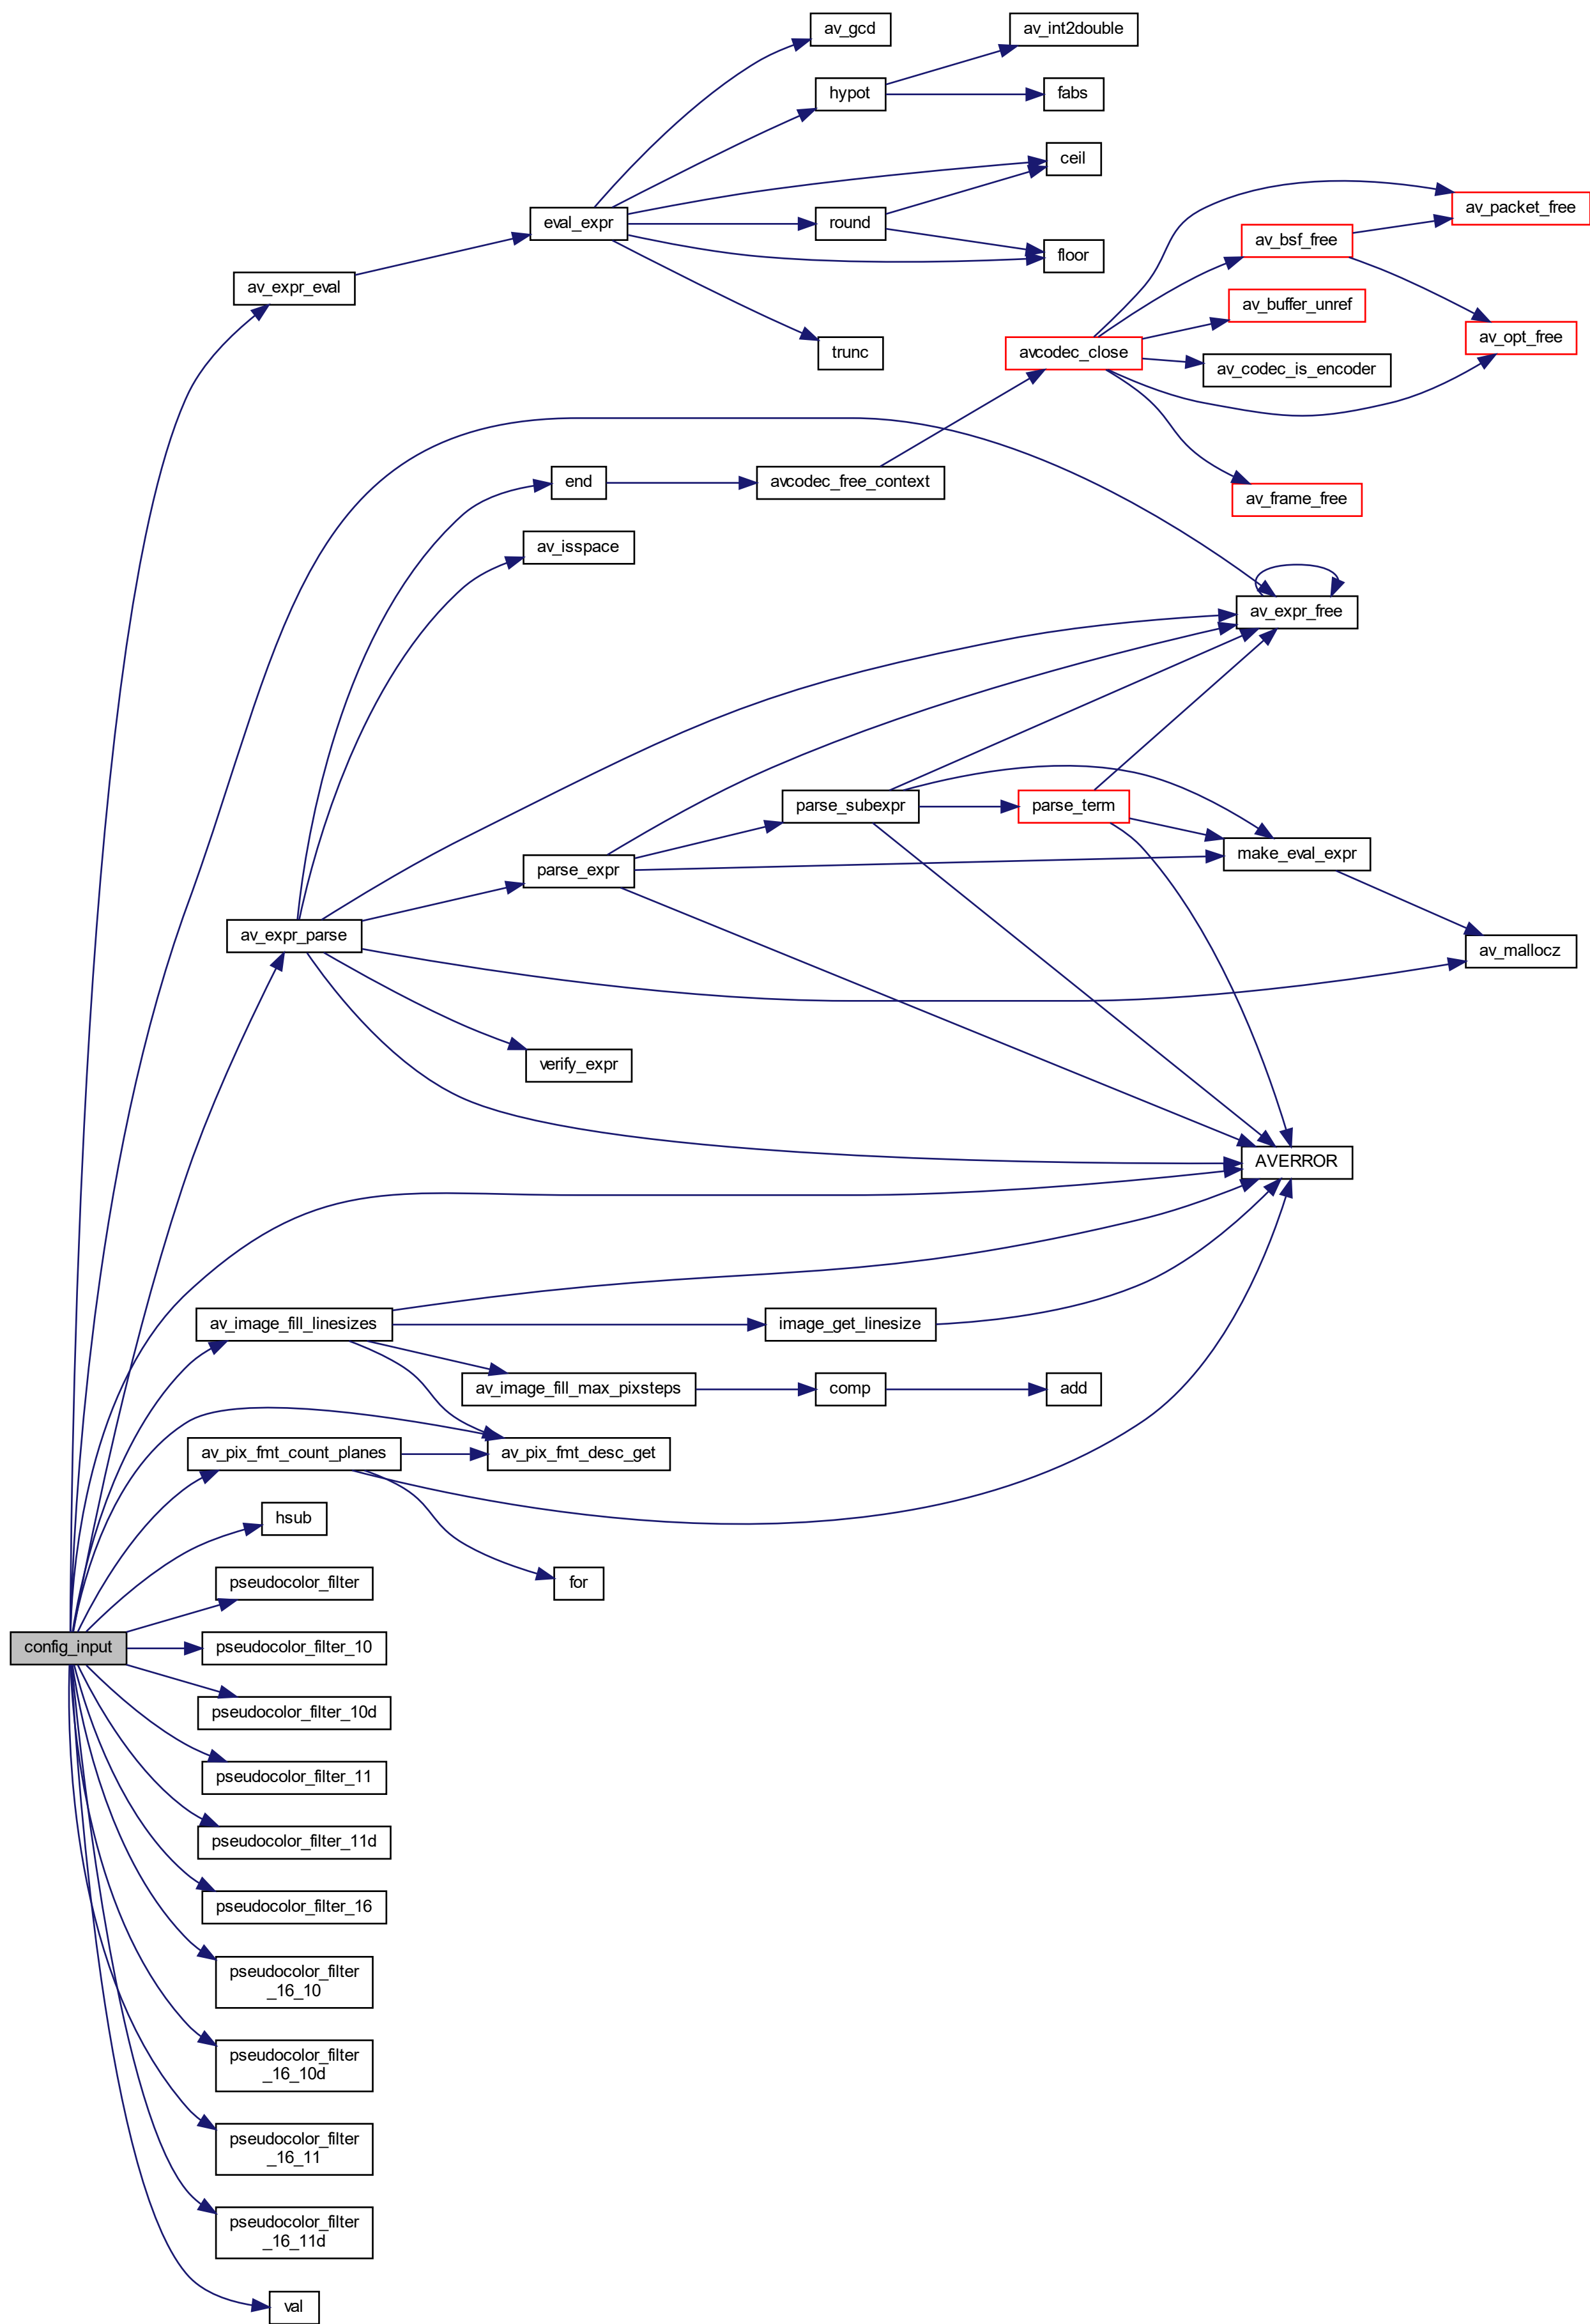 av_gcd
av_int2double
hypot
fabs
ceil
av_packet_free
eval_expr
round
av_bsf_free
floor
av_expr_eval
av_buffer_unref
av_opt_free
trunc
avcodec_close
av_codec_is_encoder
end
avcodec_free_context
av_frame_free
av_isspace
av_expr_free
parse_subexpr
parse_term
make_eval_expr
parse_expr
av_expr_parse
av_mallocz
verify_expr
AVERROR
av_image_fill_linesizes
image_get_linesize
av_image_fill_max_pixsteps
comp
add
av_pix_fmt_count_planes
av_pix_fmt_desc_get
hsub
pseudocolor_filter
for
config_input
pseudocolor_filter_10
pseudocolor_filter_10d
pseudocolor_filter_11
pseudocolor_filter_11d
pseudocolor_filter_16
pseudocolor_filter
_16_10
pseudocolor_filter
_16_10d
pseudocolor_filter
_16_11
pseudocolor_filter
_16_11d
val